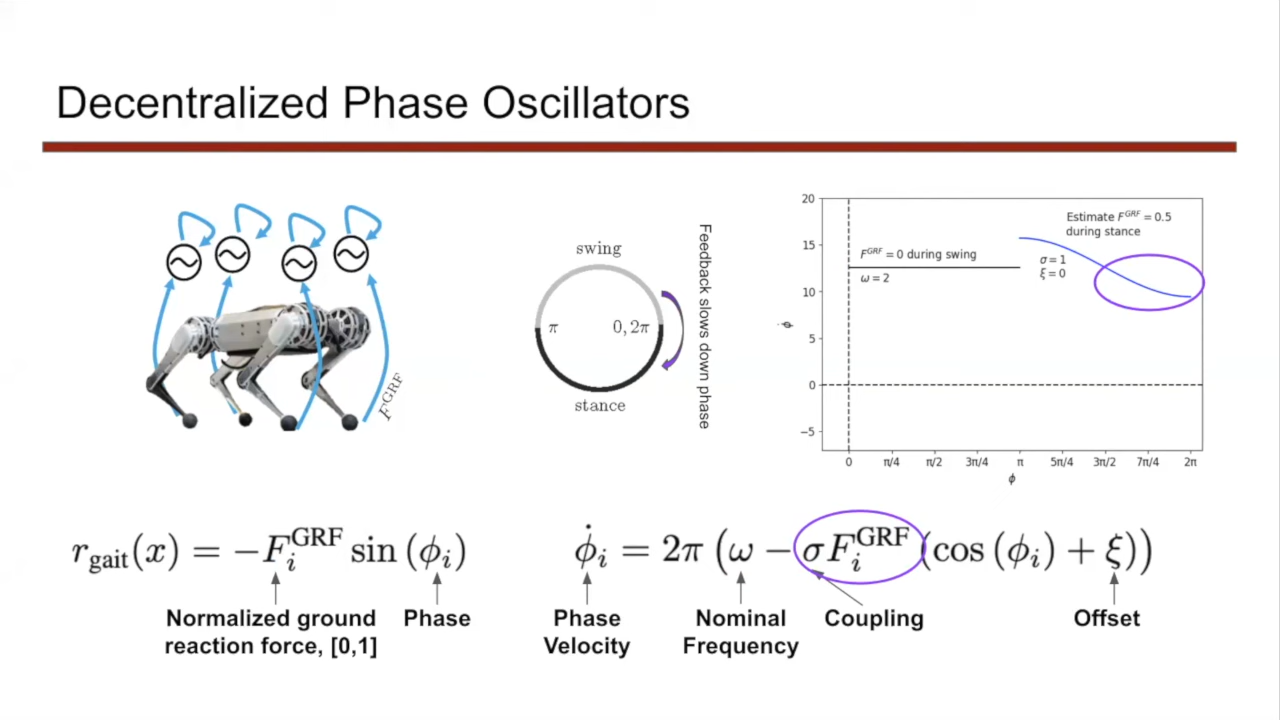 Decentralized Phase Oscillators
F^GRF
swing
π 0, 2π
stance
Feedback slows down phase
20
15
10
5
0
−5
ϕ̇
F^GRF = 0 during swing
ω = 2
Estimate F^GRF = 0.5
during stance
σ = 1
ξ = 0
0 π/4 π/2 3π/4 π 5π/4 3π/2 7π/4 2π
ϕ
r_gait(x) = −F_i^GRF sin (ϕ_i)
Normalized ground
reaction force, [0,1]
Phase
ϕ̇_i = 2π (ω − σF_i^GRF (cos (ϕ_i) + ξ))
Phase
Velocity
Nominal
Frequency
Coupling
Offset